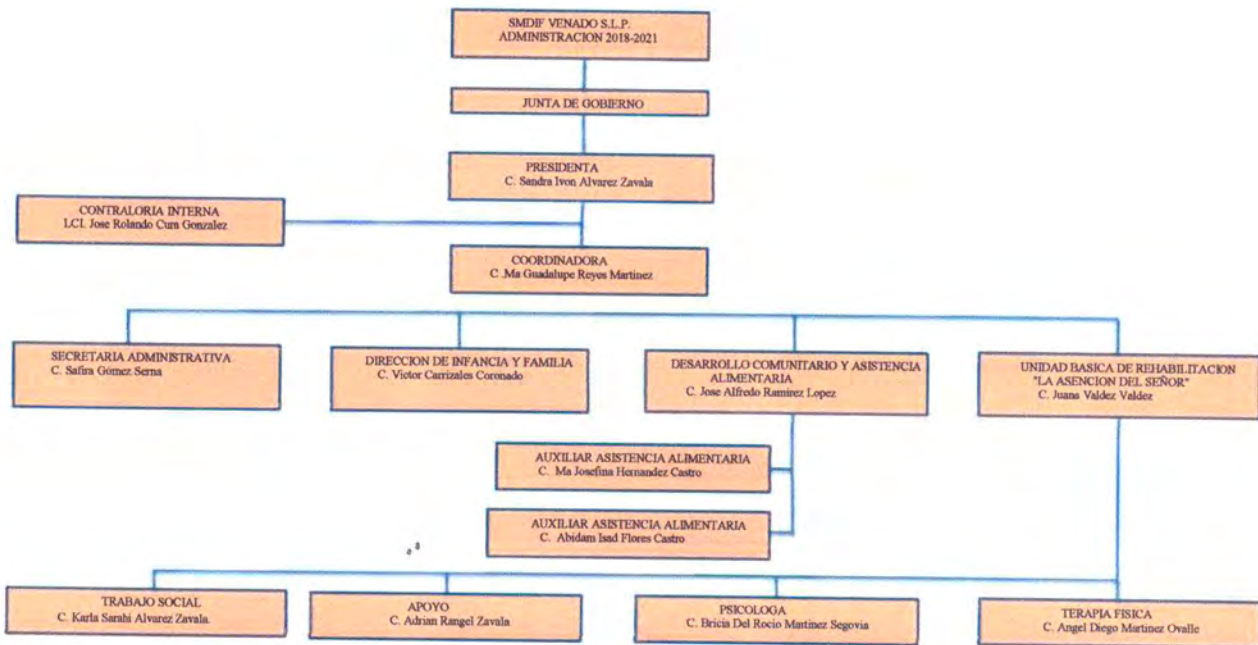 SMDIF VENADO S.L.P.
ADMINISTRACION 2018-2021
JUNTA DE GOBIERNO
PRESIDENTA
C. Sandra Ivon Alvarez Zavala
CONTRALORIA INTERNA
LCI. Jose Rolando Cura Gonzalez
COORDINADORA
C .Ma Guadalupe Reyes Martinez
SECRETARIA ADMINISTRATIVA
C. Safira Gómez Serna
DIRECCION DE INFANCIA Y FAMILIA
C. Victor Carrizales Coronado
DESARROLLO COMUNITARIO Y ASISTENCIA
ALIMENTARIA
C. Jose Alfredo Ramirez Lopez
UNIDAD BASICA DE REHABILITACION
"LA ASENCION DEL SEÑOR"
C. Juana Valdez Valdez
AUXILIAR ASISTENCIA ALIMENTARIA
C. Ma Josefina Hernandez Castro
AUXILIAR ASISTENCIA ALIMENTARIA
C. Abidam Isad Flores Castro
TRABAJO SOCIAL
C. Karla Sarahi Alvarez Zavala.
APOYO
C. Adrian Rangel Zavala
PSICOLOGA
C. Bricia Del Rocio Martinez Segovia
TERAPIA FISICA
C. Angel Diego Martinez Ovalle